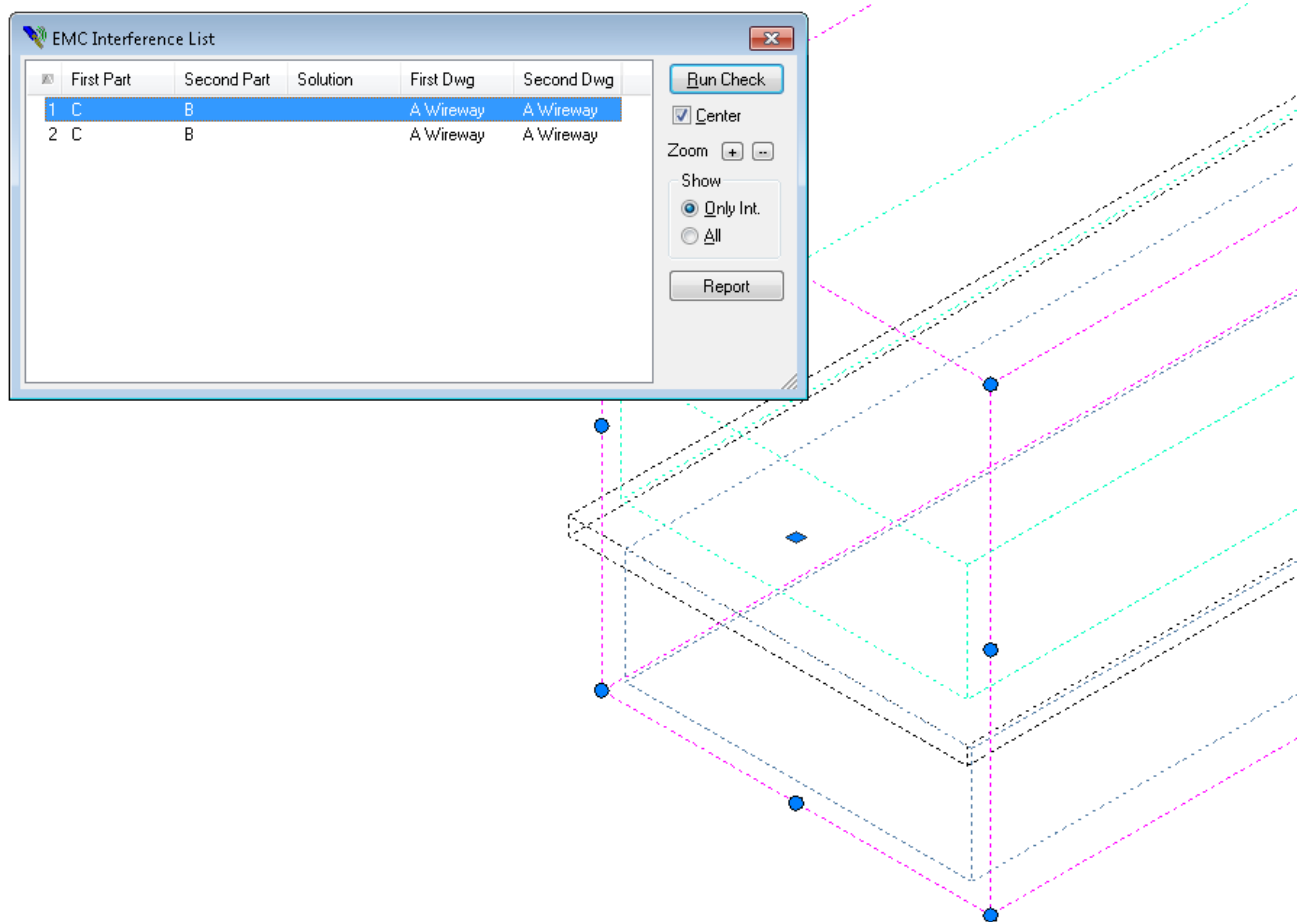 EMC Interference List
First Part Second Part Solution First Dwg Second Dwg
1 C B A Wireway A Wireway
2 C B A Wireway A Wireway
Run Check
Center
Zoom + --
Show
Only Int.
All
Report